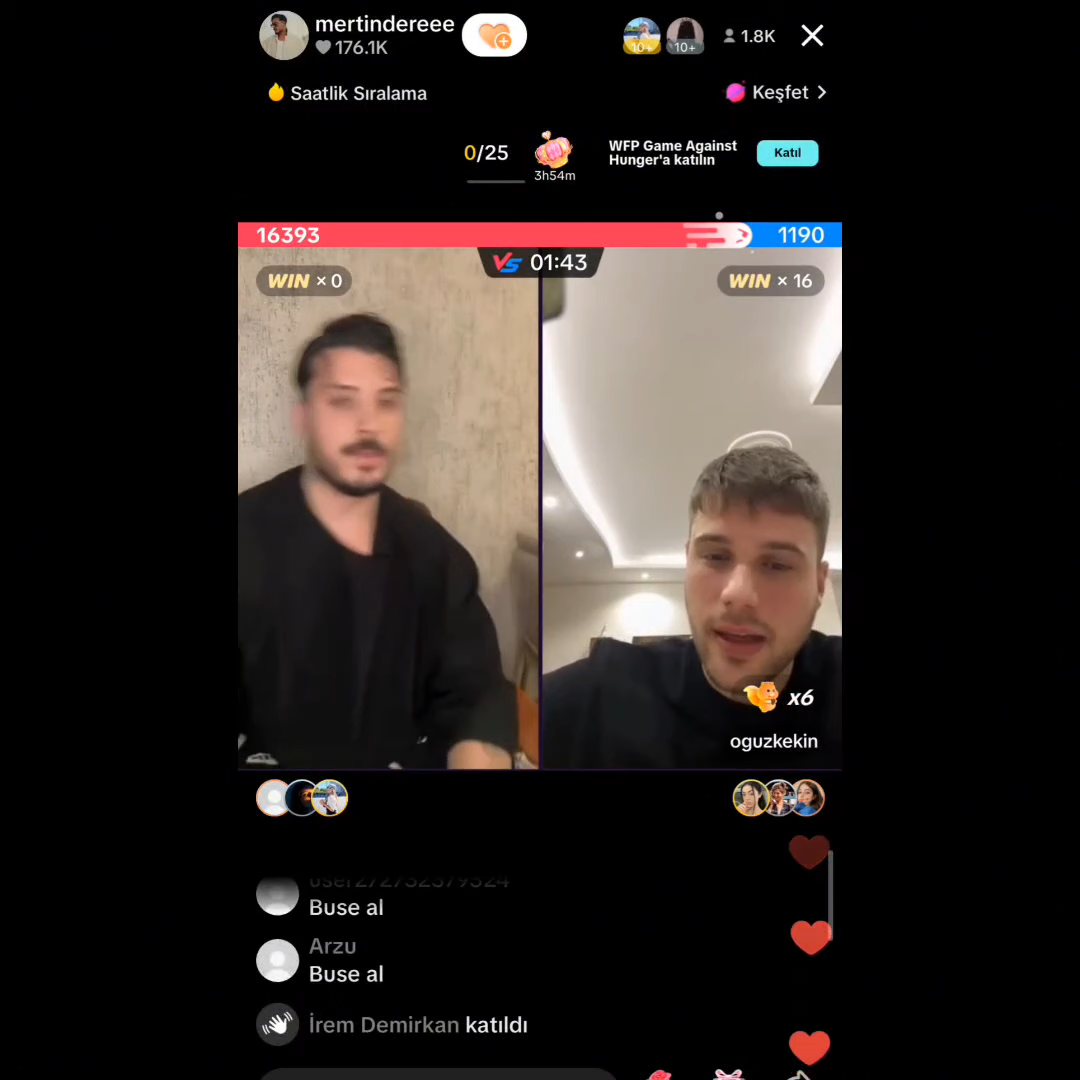 mertindereee
176.1K
10+
10+
1.8K
Saatlik Sıralama
Keşfet
0/25
3h54m
WFP Game Against
Hunger'a katılın
Katıl
16393
1190
VS 01:43
WIN × 0
WIN × 16
x6
oguzkekin
Buse al
Arzu
Buse al
İrem Demirkan katıldı